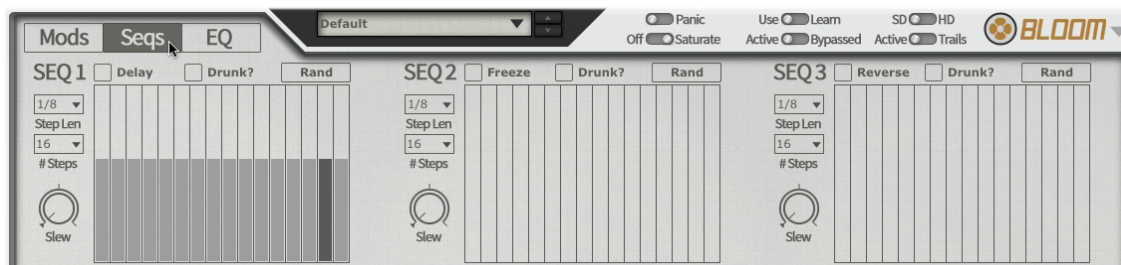 Default
Panic
Use Learn
SD HD
Off Saturate
Active Bypassed
Active Trails
BLOOM
Mods Seqs EQ
SEQ 1 Delay Drunk? Rand
1/8
Step Len
16
# Steps
Slew
SEQ 2 Freeze Drunk? Rand
1/8
Step Len
16
# Steps
Slew
SEQ 3 Reverse Drunk? Rand
1/8
Step Len
16
# Steps
Slew